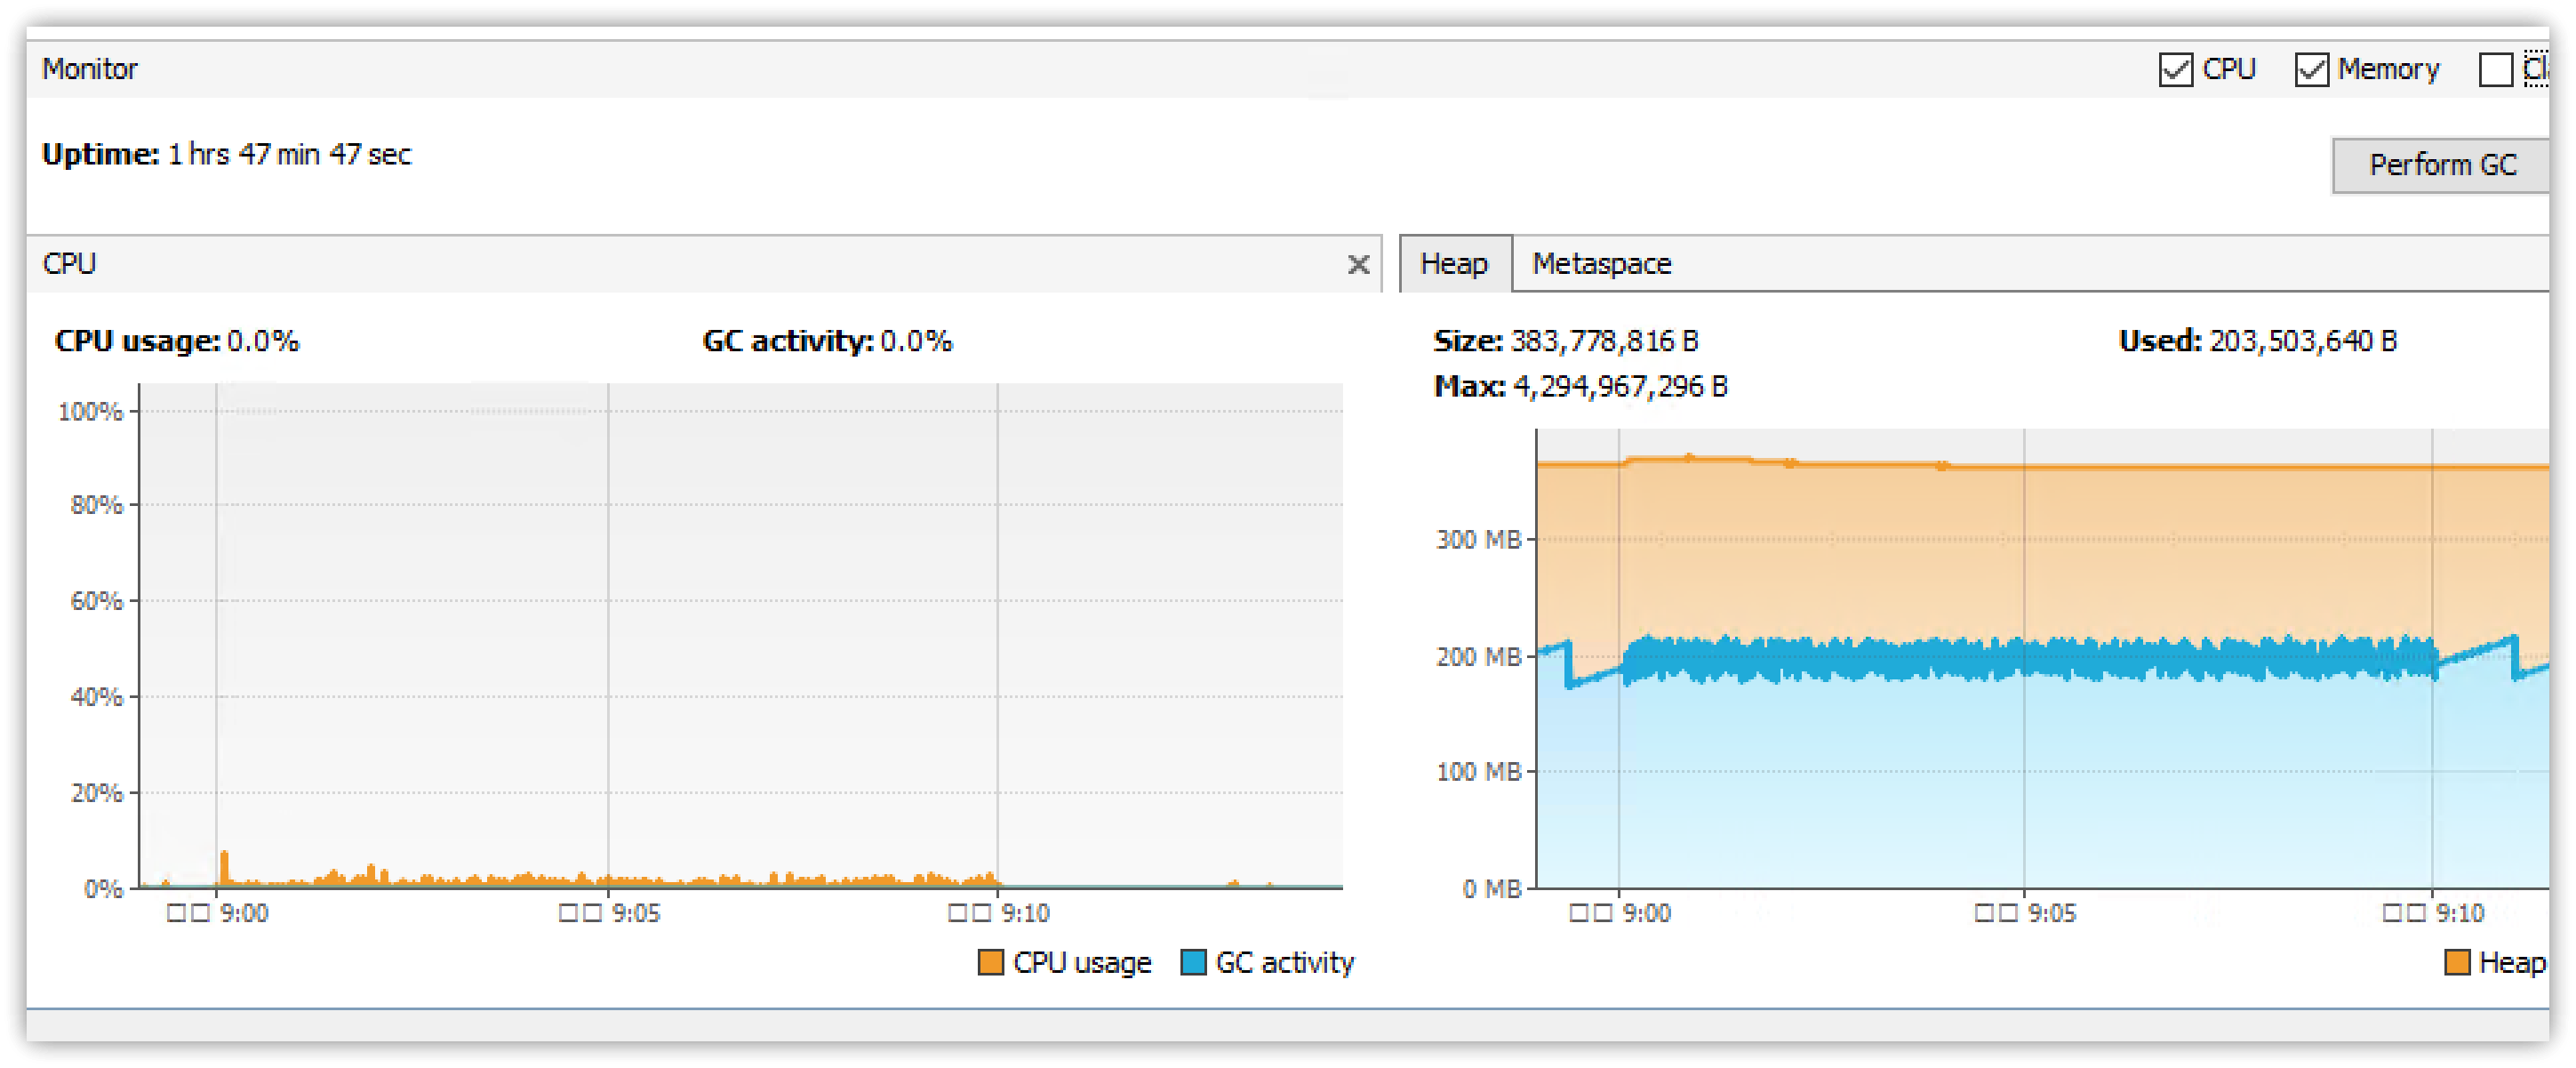 Monitor
CPU
Memory
Uptime: 1 hrs 47 min 47 sec
Perform GC
CPU
Heap
Metaspace
CPU usage: 0.0%
GC activity: 0.0%
Size: 383,778,816 B
Used: 203,503,640 B
Max: 4,294,967,296 B
100%
80%
60%
40%
20%
0%
9:00
9:05
9:10
CPU usage
GC activity
300 MB
200 MB
100 MB
0 MB
9:00
9:05
9:10
Heap